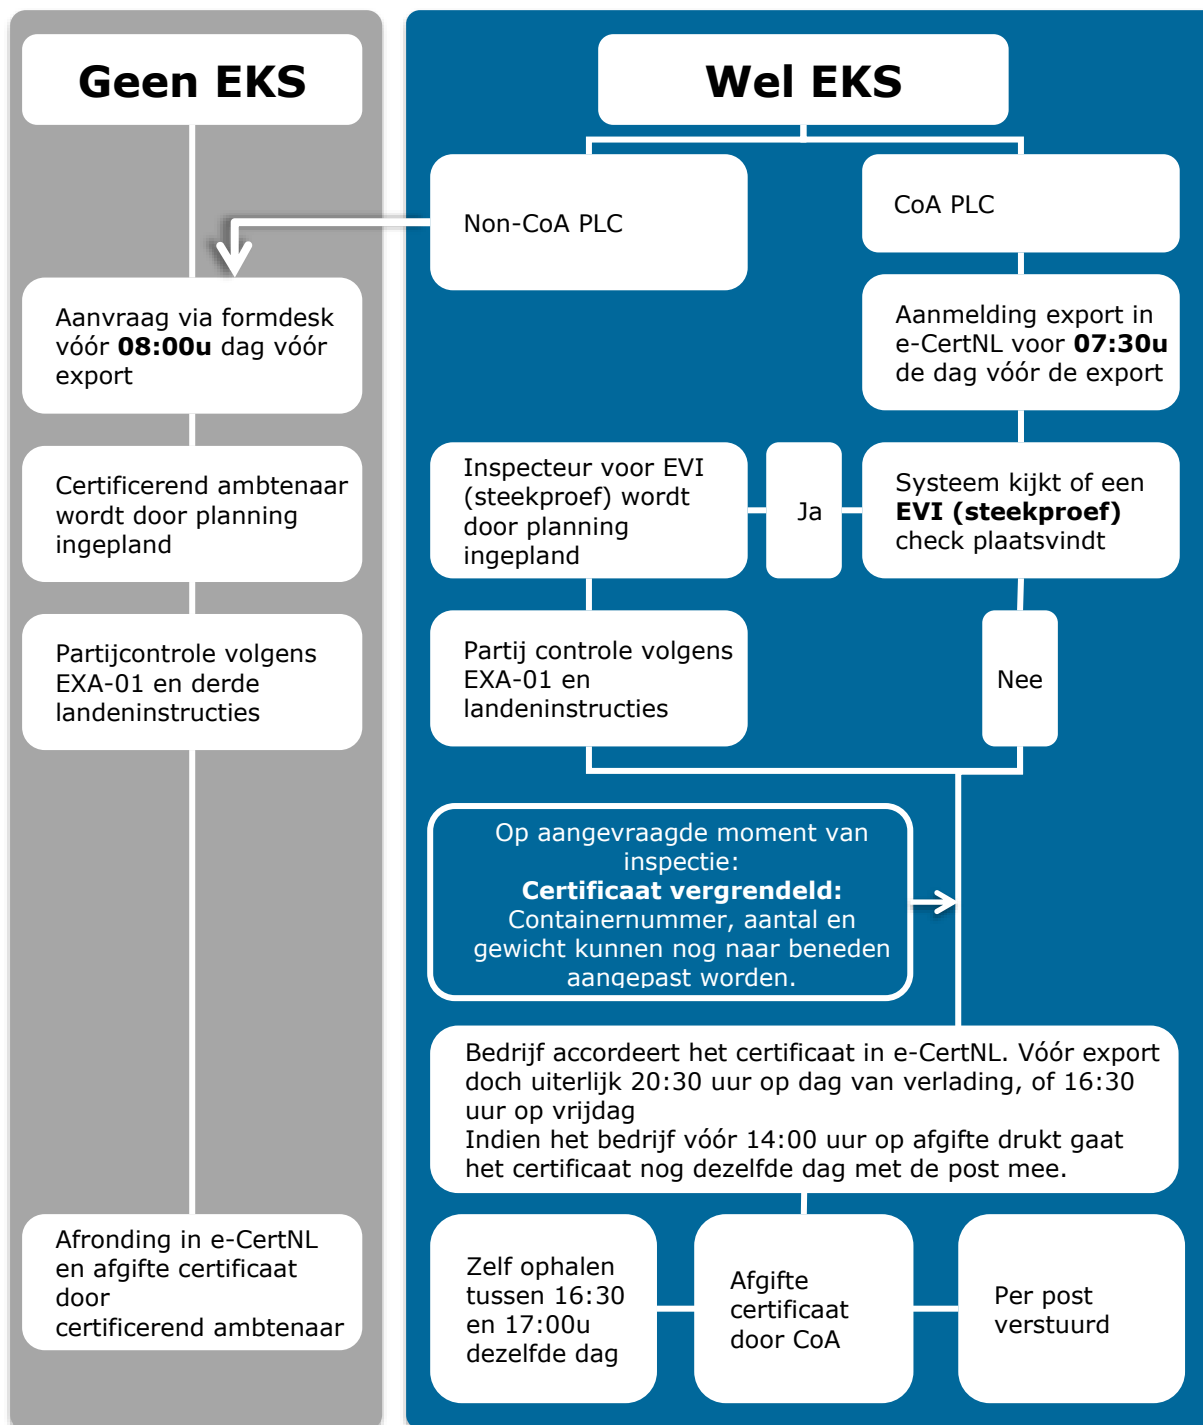 Geen EKS
Wel EKS
Non-CoA PLC
CoA PLC
Aanvraag via formdesk
vóór 08:00u dag vóór
export
Aanmelding export in
e-CertNL voor 07:30u
de dag vóór de export
Certificerend ambtenaar
wordt door planning
ingepland
Inspecteur voor EVI
(steekproef) wordt
door planning
ingepland
Ja
Systeem kijkt of een
EVI (steekproef)
check plaatsvindt
Partijcontrole volgens
EXA-01 en derde
landeninstructies
Partij controle volgens
EXA-01 en
landeninstructies
Nee
Op aangevraagde moment van
inspectie:
Certificaat vergrendeld:
Containernummer, aantal en
gewicht kunnen nog naar beneden
aangepast worden.
Bedrijf accordeert het certificaat in e-CertNL. Vóór export
doch uiterlijk 20:30 uur op dag van verlading, of 16:30
uur op vrijdag
Indien het bedrijf vóór 14:00 uur op afgifte drukt gaat
het certificaat nog dezelfde dag met de post mee.
Afronding in e-CertNL
en afgifte certificaat
door
certificerend ambtenaar
Zelf ophalen
tussen 16:30
en 17:00u
dezelfde dag
Afgifte
certificaat
door CoA
Per post
verstuurd